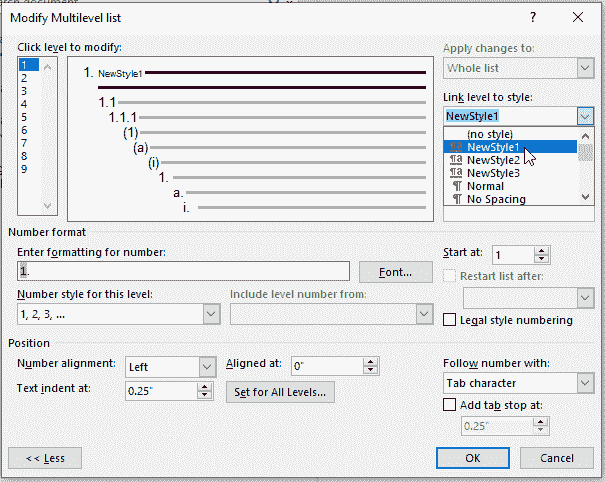 Modify Multilevel list ? ×
Click level to modify:
Apply changes to:
1
2
3
4
5
6
7
8
9
1. NewStyle1
1.1
1.1.1
(1)
(a)
(i)
1.
a.
i.
Whole list
Link level to style:
NewStyle1
(no style)
¶a NewStyle1
¶a NewStyle2
¶a NewStyle3
¶ Normal
¶ No Spacing
Number format
Enter formatting for number:
1.
Font...
Start at: 1
Restart list after:
Number style for this level:
1, 2, 3, ...
Include level number from:
Legal style numbering
Position
Number alignment: Left
Aligned at: 0"
Text indent at: 0.25"
Set for All Levels...
Follow number with:
Tab character
Add tab stop at:
0.25"
<< Less
OK
Cancel